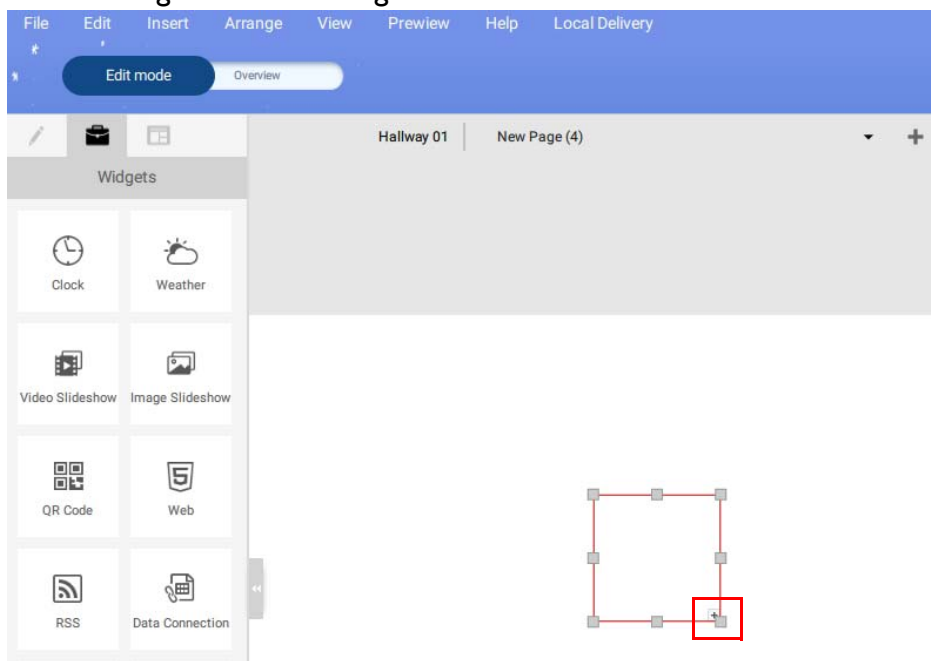 File Edit Insert Arrange View Prewiew Help Local Delivery
Edit mode Overview
Hallway 01 New Page (4)
Widgets
Clock Weather
Video Slideshow Image Slideshow
QR Code Web
RSS Data Connection